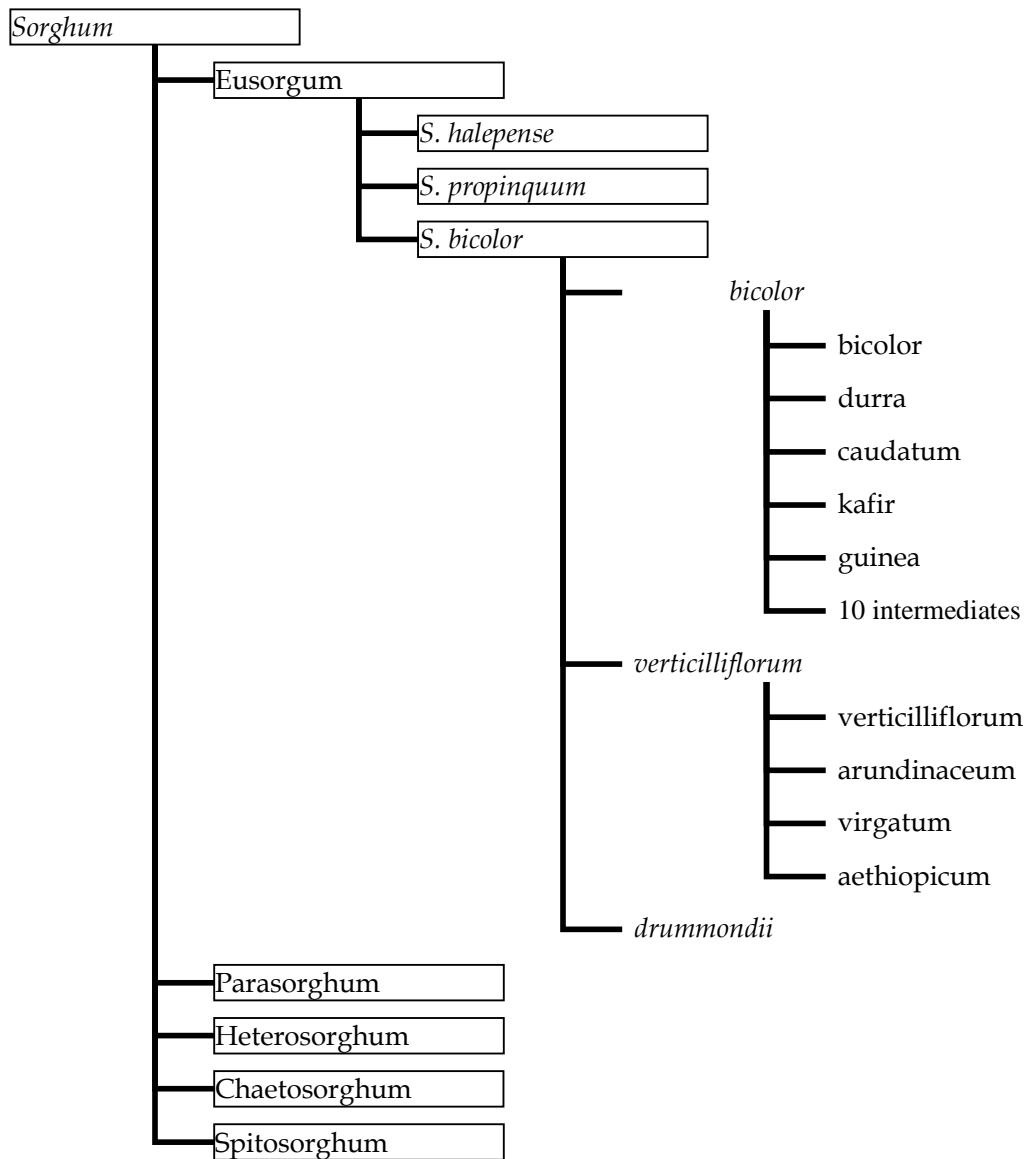 Sorghum
Eusorgum
S. halepense
S. propinquum
S. bicolor
bicolor
bicolor
durra
caudatum
kafir
guinea
10 intermediates
verticilliflorum
verticilliflorum
arundinaceum
virgatum
aethiopicum
drummondii
Parasorghum
Heterosorghum
Chaetosorghum
Spitosorghum